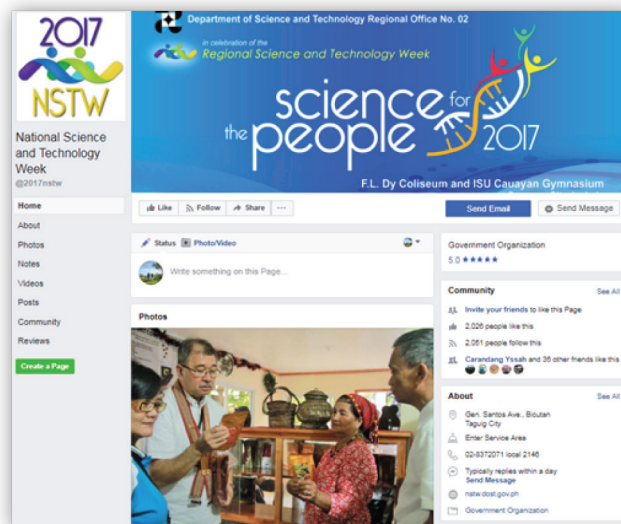 2017
NSTW
Department of Science and Technology Regional Office No. 02
in celebration of the
Regional Science and Technology Week
science for
the people 2017
F.L. Dy Coliseum and ISU Cauayan Gymnasium
National Science
and Technology
Week
@2017nstw
Home
About
Photos
Notes
Videos
Posts
Community
Reviews
Create a Page
Like Follow Share ...
Send Email Send Message
Status Photo/Video
Write something on this Page...
Photos
Government Organization
5.0 ★★★★★
Community See All
Invite your friends to like this Page
2,026 people like this
2,051 people follow this
Carandang Yssah and 36 other friends like this
About See All
Gen. Santos Ave., Bicutan
Taguig City
Enter Service Area
02-8372071 local 2146
Typically replies within a day
Send Message
nstw.dost.gov.ph
Government Organization